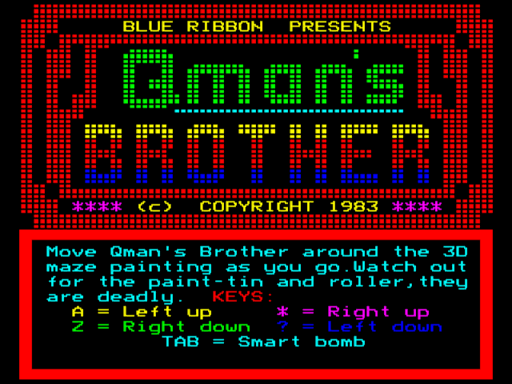 BLUE RIBBON PRESENTS
Qman's
BROTHER
**** (c) COPYRIGHT 1983 ****
Move Qman's Brother around the 3D
maze painting as you go.Watch out
for the paint-tin and roller,they
are deadly. KEYS:
A = Left up * = Right up
Z = Right down ? = Left down
TAB = Smart bomb